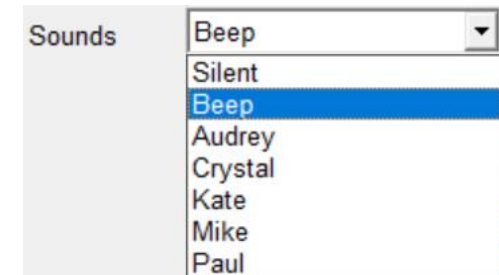 Sounds Beep
Silent
Beep
Audrey
Crystal
Kate
Mike
Paul